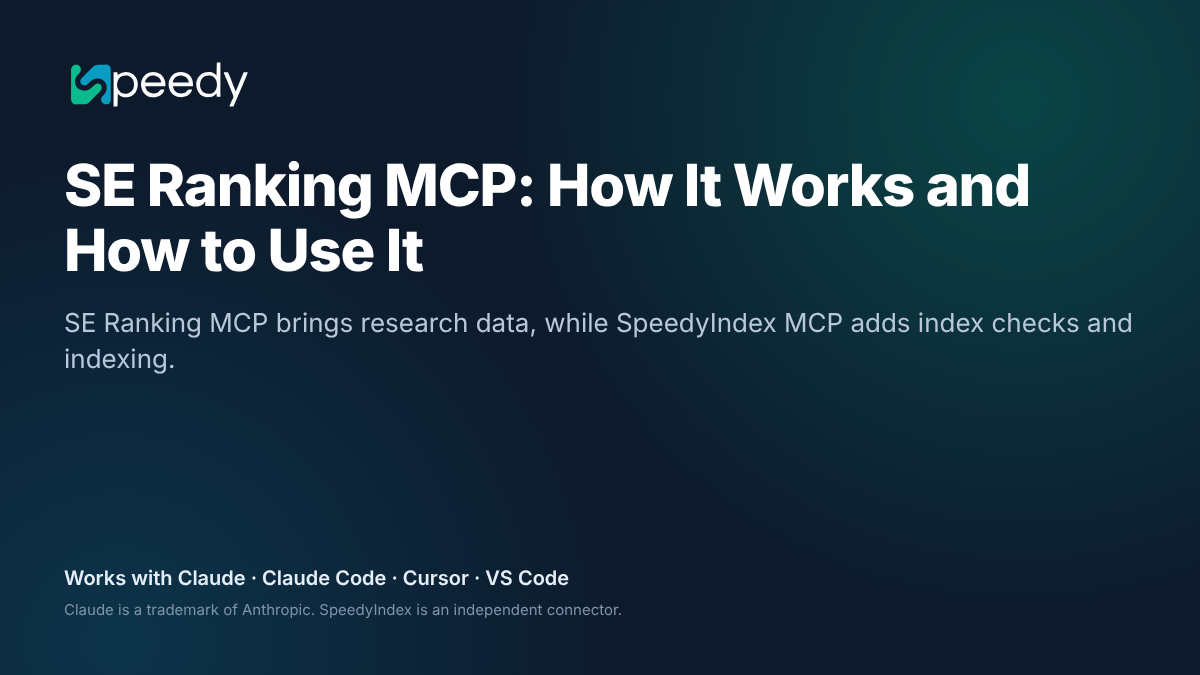 Speedy
SE Ranking MCP: How It Works and
How to Use It
SE Ranking MCP brings research data, while SpeedyIndex MCP adds index checks and
indexing.
Works with Claude · Claude Code · Cursor · VS Code
Claude is a trademark of Anthropic. SpeedyIndex is an independent connector.